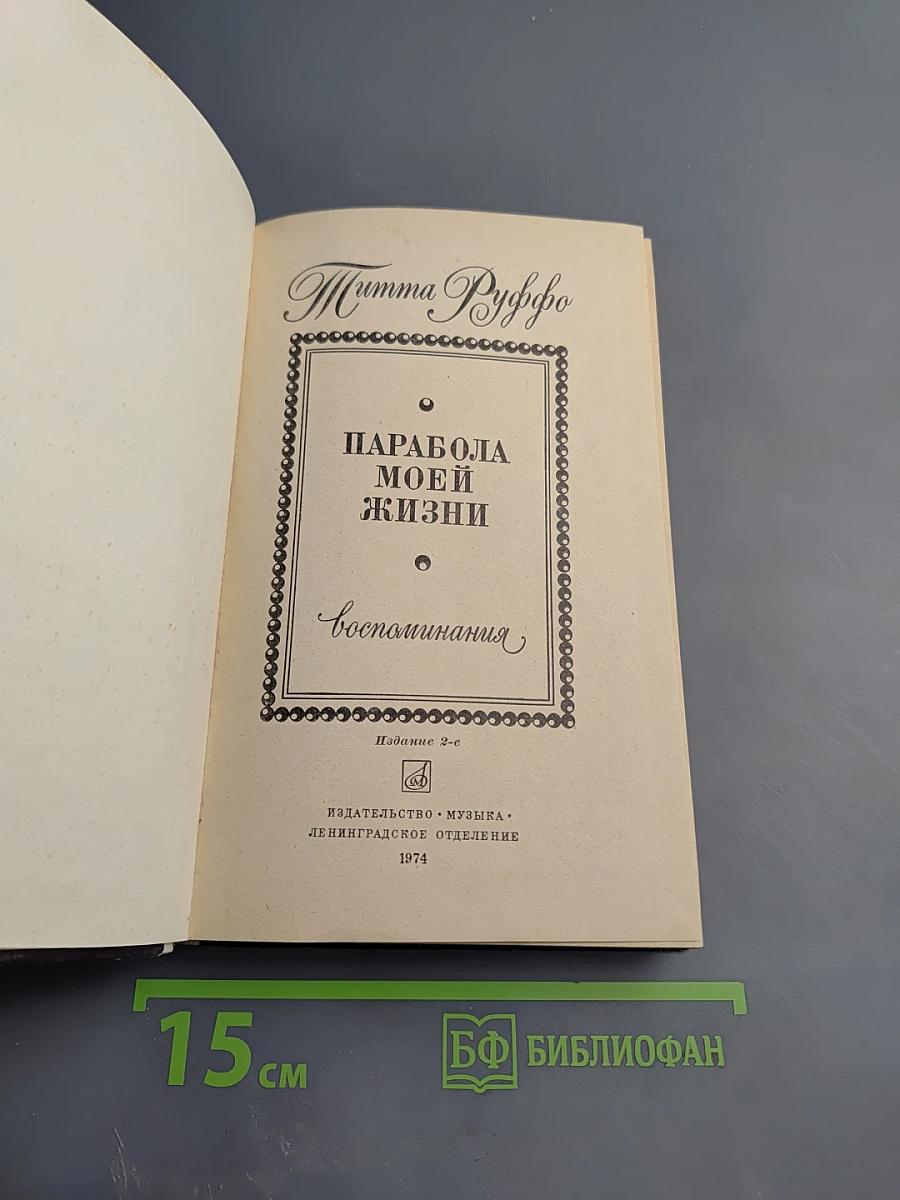 Титта Руффо
ПАРАБОЛА
МОЕЙ
ЖИЗНИ
воспоминания
Издание 2-е
ИЗДАТЕЛЬСТВО • МУЗЫКА •
ЛЕНИНГРАДСКОЕ ОТДЕЛЕНИЕ
1974
15 см
БФ БИБЛИОФАН